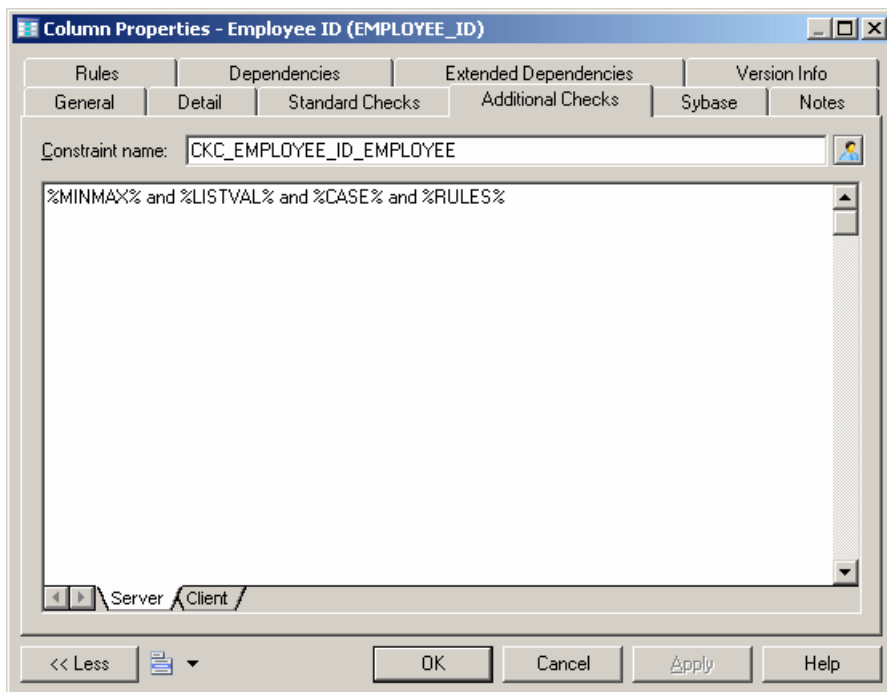 Column Properties - Employee ID (EMPLOYEE_ID)
Rules Dependencies Extended Dependencies Version Info
General Detail Standard Checks Additional Checks Sybase Notes
Constraint name: CKC_EMPLOYEE_ID_EMPLOYEE
%MINMAX% and %LISTVAL% and %CASE% and %RULES%
Server Client
<< Less OK Cancel Apply Help